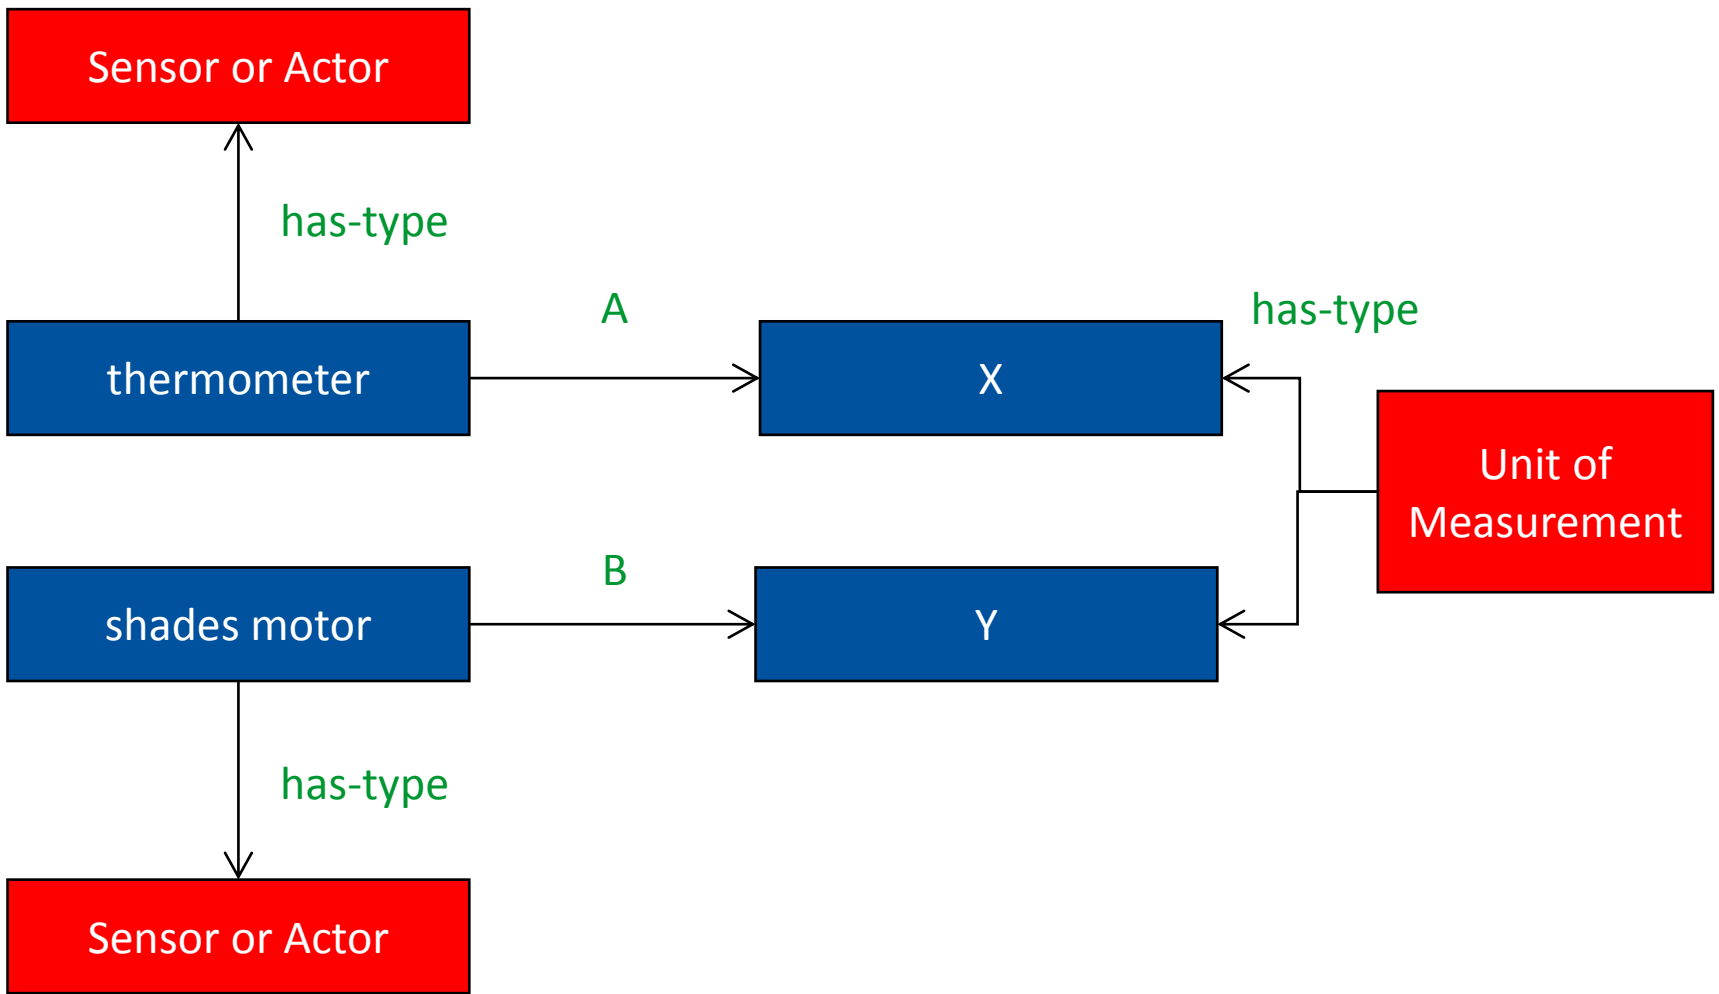 Sensor or Actor
has-type
A
has-type
thermometer
X
Unit of
Measurement
B
shades motor
Y
has-type
Sensor or Actor